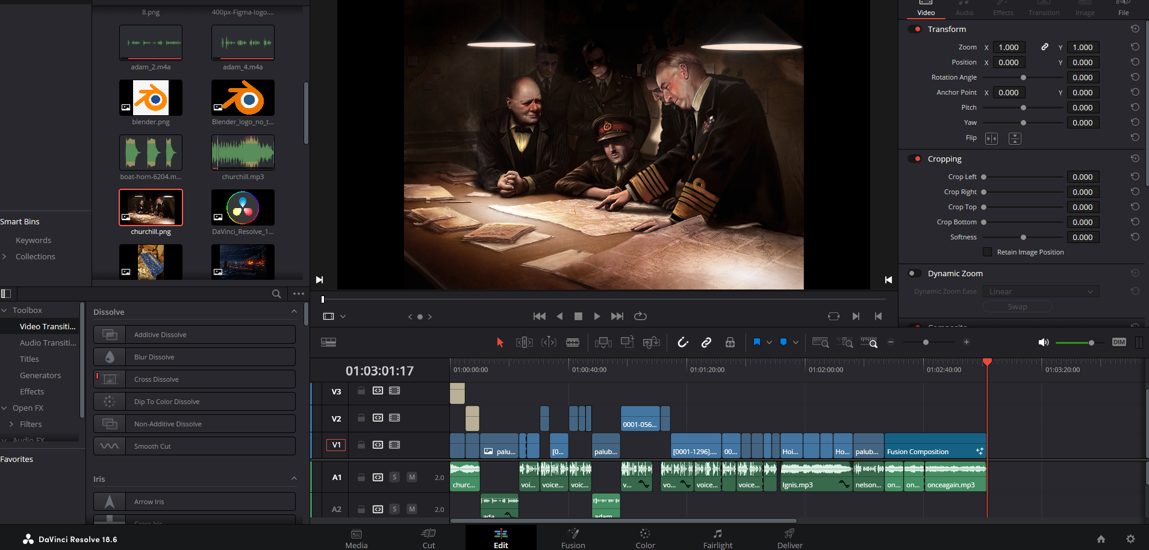 8.png
400px-Figma-logo....
adam_2.m4a
adam_4.m4a
blender.png
Blender_logo_no_t...
boat-horn-6204.m...
churchill.mp3
churchill.png
DaVinci_Resolve_1...
Smart Bins
Keywords
Collections
Toolbox
Video Transiti...
Audio Transiti...
Titles
Generators
Effects
Open FX
Filters
Audio FX
Favorites
Dissolve
Additive Dissolve
Blur Dissolve
Cross Dissolve
Dip To Color Dissolve
Non-Additive Dissolve
Smooth Cut
Iris
Arrow Iris
Video
Audio
Effects
Transition
Image
File
Transform
Zoom X 1.000 Y 1.000
Position X 0.000 Y 0.000
Rotation Angle 0.000
Anchor Point X 0.000 Y 0.000
Pitch 0.000
Yaw 0.000
Flip
Cropping
Crop Left 0.000
Crop Right 0.000
Crop Top 0.000
Crop Bottom 0.000
Softness 0.000
Retain Image Position
Dynamic Zoom
Dynamic Zoom Ease Linear
Swap
Composite
DIM
01:03:01:17
01:00:00:00
01:00:40:00
01:01:20:00
01:02:00:00
01:02:40:00
01:03:20:00
V3
V2
0001-056...
V1
palu...
[0...
palub...
[0001-1296]....
00...
Hoi...
Ho...
palub...
Fusion Composition
A1 S M 2.0
churc...
voi...
voice...
voic...
v...
vo...
voice...
voice...
Ignis.mp3
nelson...
on...
on...
onceagain.mp3
A2 S M 2.0
ada...
adam...
DaVinci Resolve 18.6
Media
Cut
Edit
Fusion
Color
Fairlight
Deliver